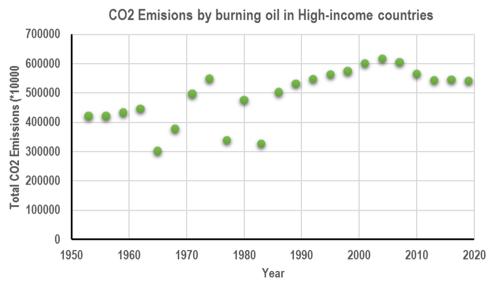 CO2 Emisions by burning oil in High-income countries
Total CO2 Emissions (*10000
700000
600000
500000
400000
300000
200000
100000
0
1950 1960 1970 1980 1990 2000 2010 2020
Year